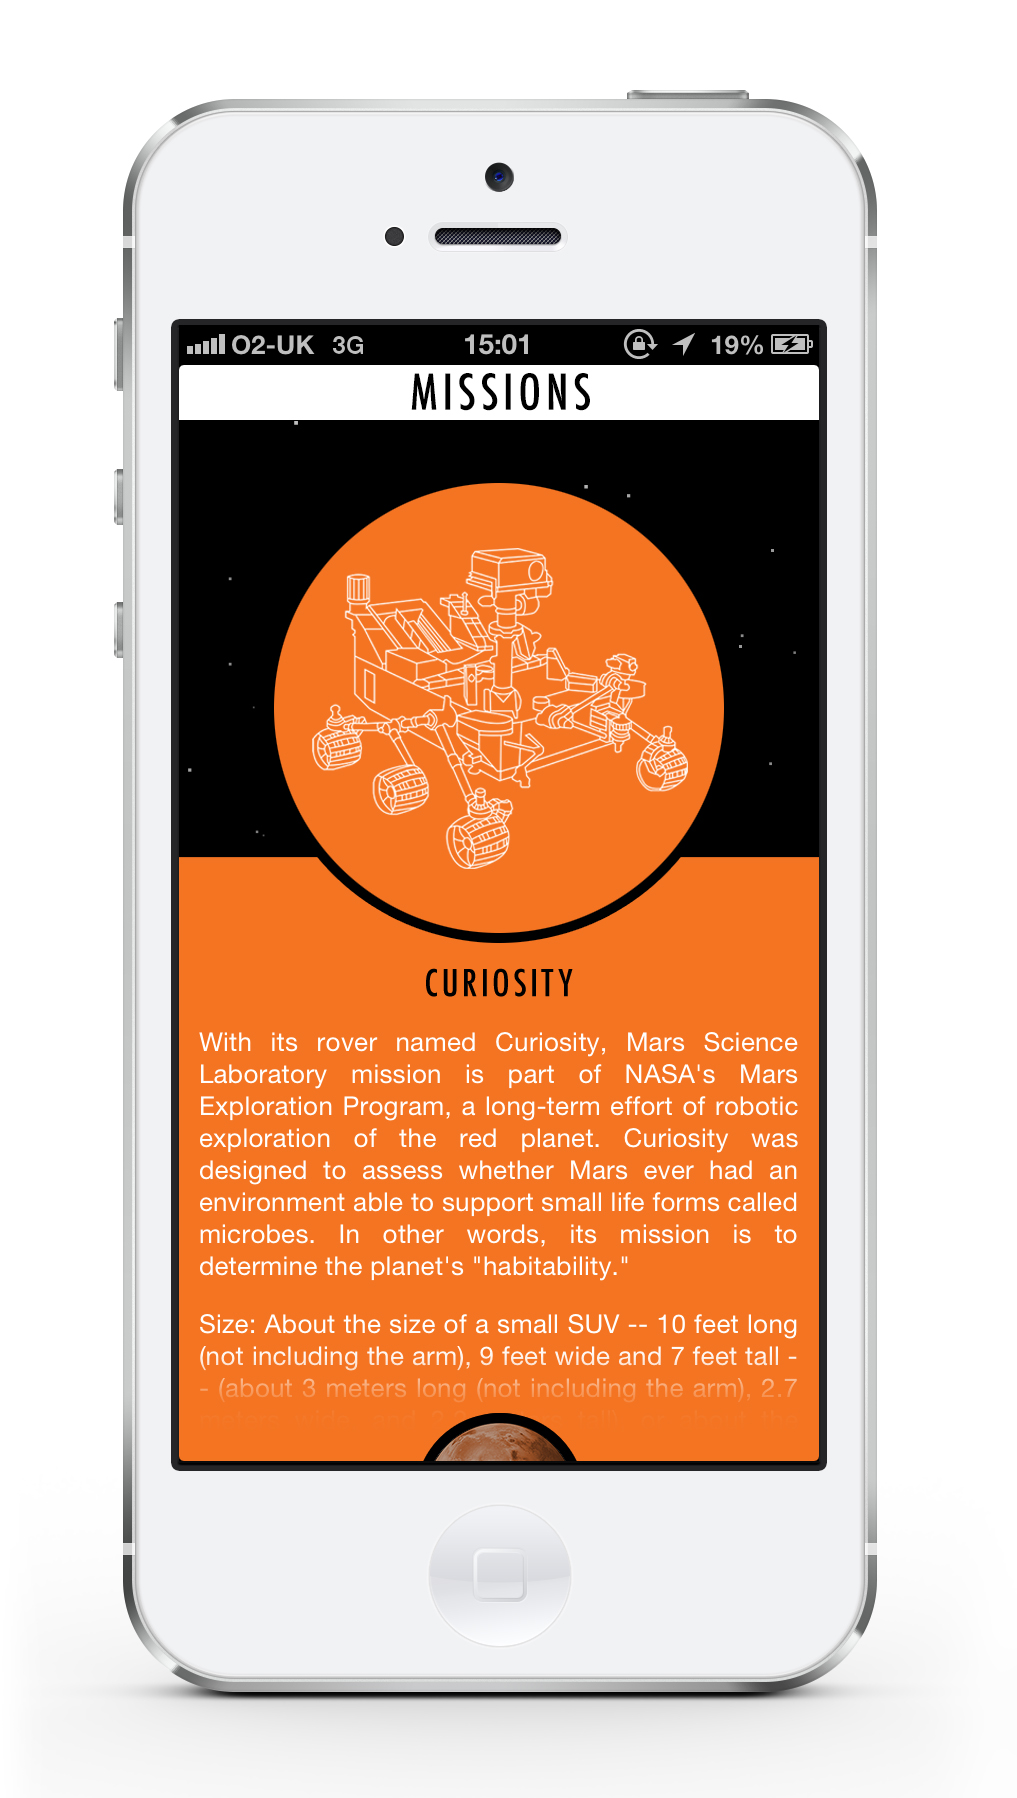 O2-UK 3G 15:01 19%
MISSIONS
CURIOSITY
With its rover named Curiosity, Mars Science
Laboratory mission is part of NASA's Mars
Exploration Program, a long-term effort of robotic
exploration of the red planet. Curiosity was
designed to assess whether Mars ever had an
environment able to support small life forms called
microbes. In other words, its mission is to
determine the planet's "habitability."
Size: About the size of a small SUV -- 10 feet long
(not including the arm), 9 feet wide and 7 feet tall -
- (about 3 meters long (not including the arm), 2.7